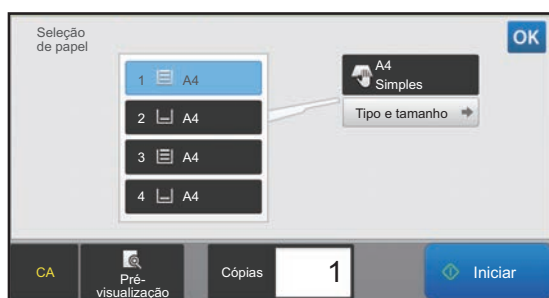 Seleção
de papel
OK
1 A4
2 A4
3 A4
4 A4
A4
Simples
Tipo e tamanho
CA
Pré-
visualização
Cópias
1
Iniciar